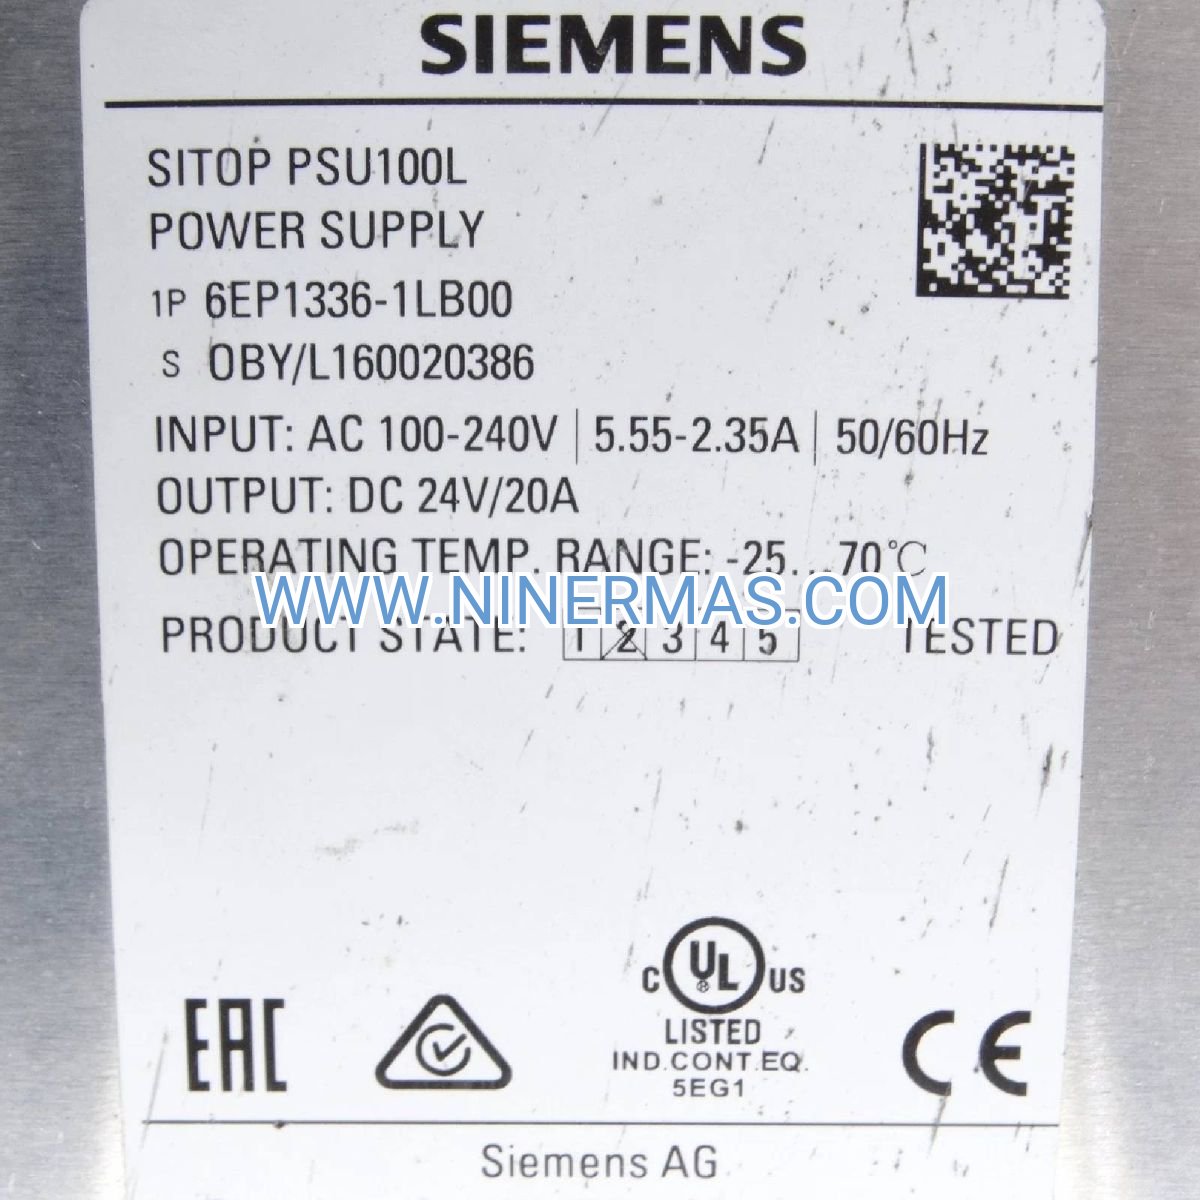 SIEMENS
SITOP PSU100L
POWER SUPPLY
1P 6EP1336-1LB00
S OBY/L160020386
INPUT: AC 100-240V | 5.55-2.35A | 50/60Hz
OUTPUT: DC 24V/20A
OPERATING TEMP. RANGE: -25...70℃
WWW.NINERMAS.COM
PRODUCT STATE: 1 2 3 4 5 TESTED
C UL ® US
LISTED
IND.CONT.EQ.
5EG1
EAC
CE
Siemens AG